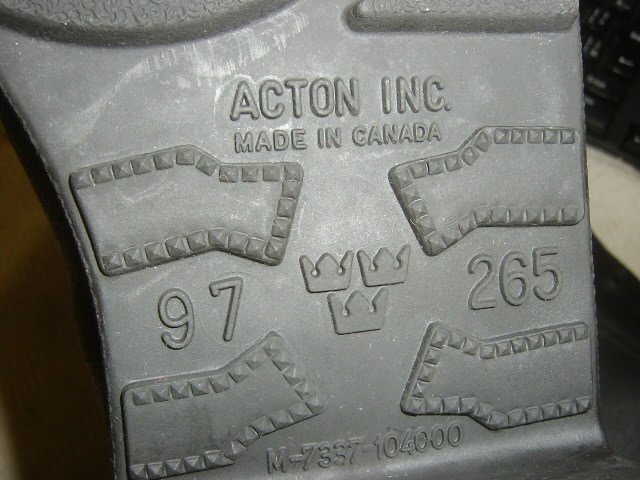 ACTON INC.
MADE IN CANADA
97 265
M-7337-104000